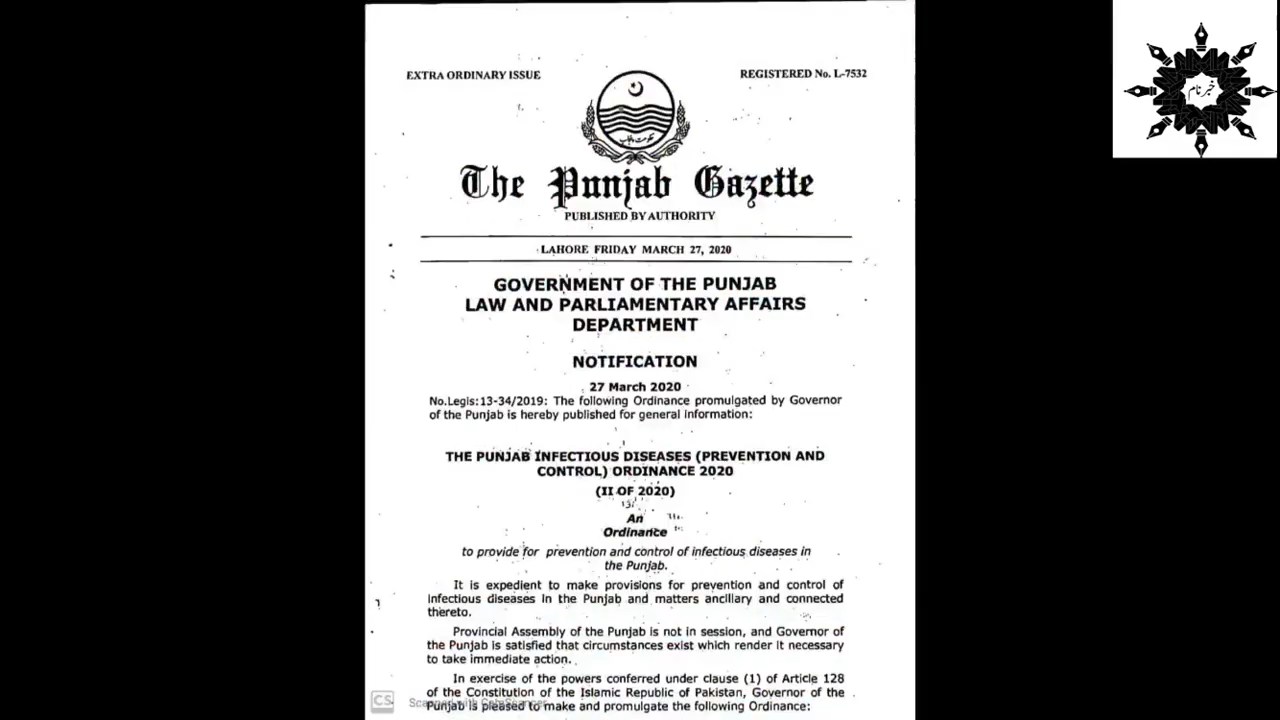 EXTRA ORDINARY ISSUE
REGISTERED No. L-7532
حکومت پنجاب
خبر نام
The Punjab Gazette
PUBLISHED BY AUTHORITY
LAHORE FRIDAY MARCH 27, 2020
GOVERNMENT OF THE PUNJAB
LAW AND PARLIAMENTARY AFFAIRS
DEPARTMENT
NOTIFICATION
27 March 2020
No.Legis:13-34/2019: The following Ordinance promulgated by Governor
of the Punjab is hereby published for general information:
THE PUNJAB INFECTIOUS DISEASES (PREVENTION AND
CONTROL) ORDINANCE 2020
(II OF 2020)
An
Ordinance
to provide for prevention and control of infectious diseases in
the Punjab.
It is expedient to make provisions for prevention and control of
infectious diseases in the Punjab and matters ancillary and connected
thereto.
Provincial Assembly of the Punjab is not in session, and Governor of
the Punjab is satisfied that circumstances exist which render it necessary
to take immediate action.
In exercise of the powers conferred under clause (1) of Article 128
of the Constitution of the Islamic Republic of Pakistan, Governor of the
Punjab is pleased to make and promulgate the following Ordinance:
CS Scanned with CamScanner